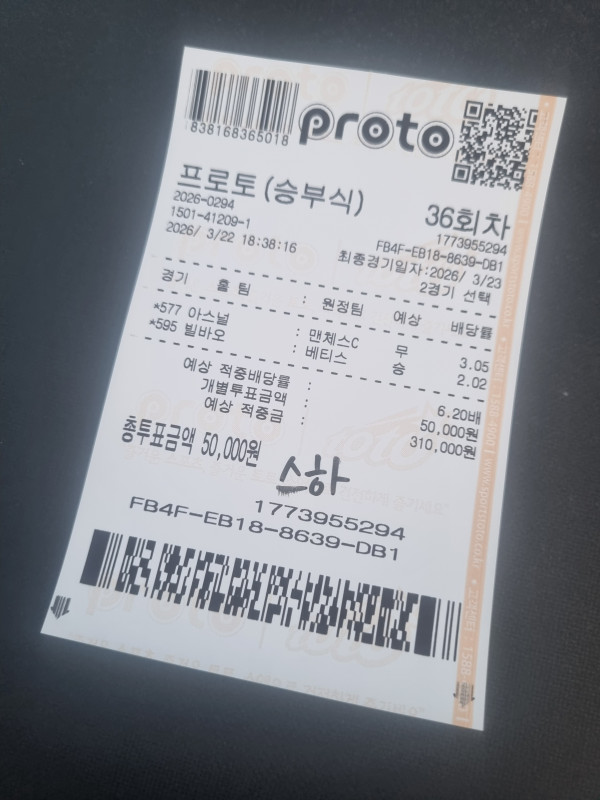 838168365018
proto
프로토 (승부식)
36회차
2026-0294
1773955294
1501-41209-1
FB4F-EB18-8639-DB1
2026/ 3/22 18:38:16
최종경기일자:2026/ 3/23
2경기 선택
경기 홈 팀 : 원정팀 예상 배당률
*577 아스널 : 맨체스C 무 3.05
*595 빌바오 : 베티스 승 2.02
예상 적중배당률 : 6.20배
개별투표금액 : 50,000원
예상 적중금 : 310,000원
총투표금액 50,000원
스하
1773955294
FB4F-EB18-8639-DB1